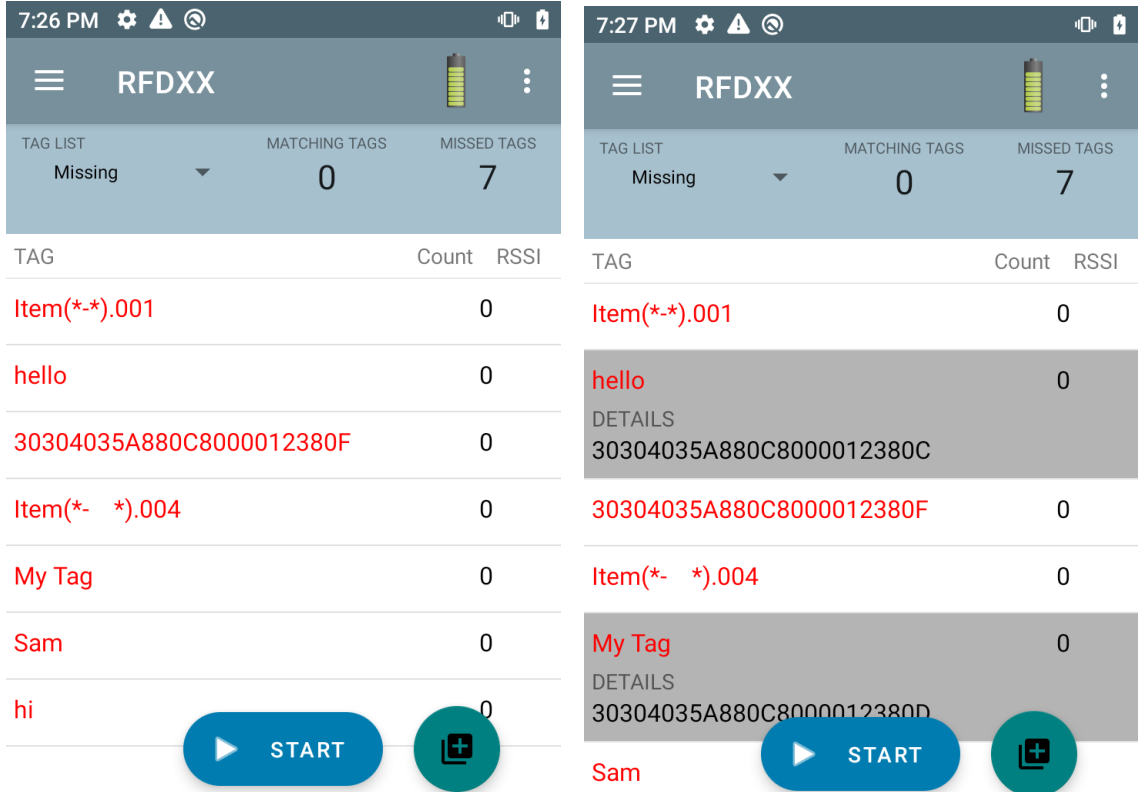 7:26 PM
RFDXX
TAG LIST MATCHING TAGS MISSED TAGS
Missing 0 7
TAG Count RSSI
Item(*-*).001 0
hello 0
30304035A880C8000012380F 0
Item(*- *).004 0
My Tag 0
Sam 0
hi 0
START
7:27 PM
RFDXX
TAG LIST MATCHING TAGS MISSED TAGS
Missing 0 7
TAG Count RSSI
Item(*-*).001 0
hello 0
DETAILS
30304035A880C8000012380C
30304035A880C8000012380F 0
Item(*- *).004 0
My Tag 0
DETAILS
30304035A880C8000012380D
Sam
START